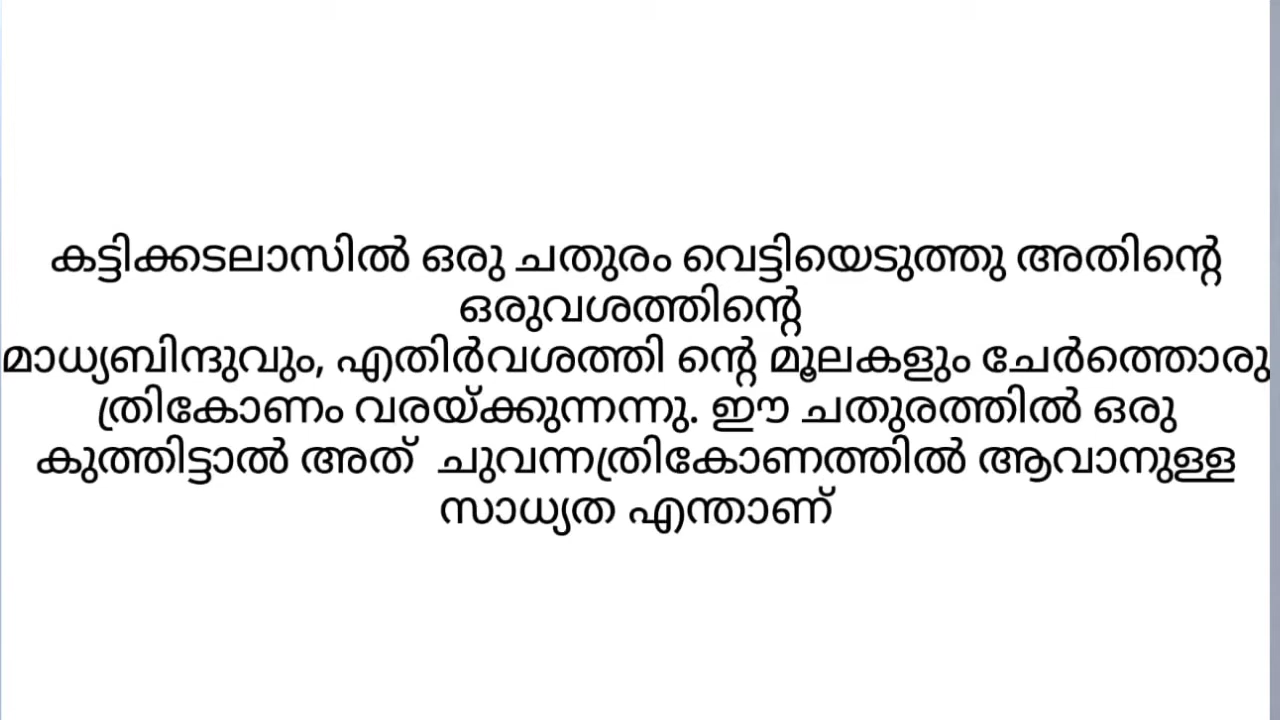 കട്ടിക്കടലാസിൽ ഒരു ചതുരം വെട്ടിയെടുത്തു അതിന്റെ
ഒരുവശത്തിന്റെ
മാധ്യബിന്ദുവും, എതിർവശത്തി ന്റെ മൂലകളും ചേർത്തൊരു
ത്രികോണം വരയ്ക്കുന്നന്നു. ഈ ചതുരത്തിൽ ഒരു
കുത്തിട്ടാൽ അത് ചുവന്നത്രികോണത്തിൽ ആവാനുള്ള
സാധ്യത എന്താണ്